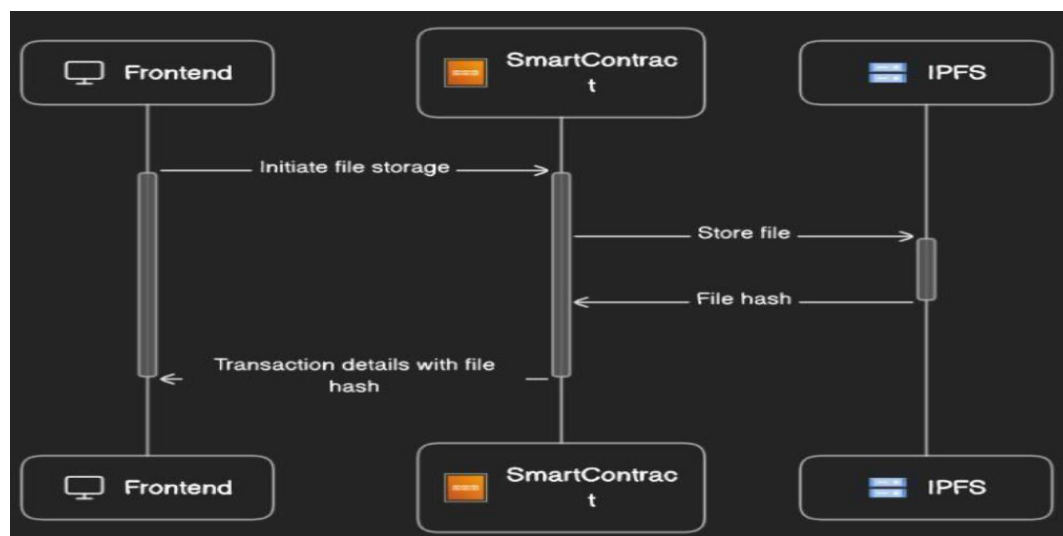 Frontend
SmartContrac
t
IPFS
Initiate file storage
Store file
File hash
Transaction details with file
hash
Frontend
SmartContrac
t
IPFS